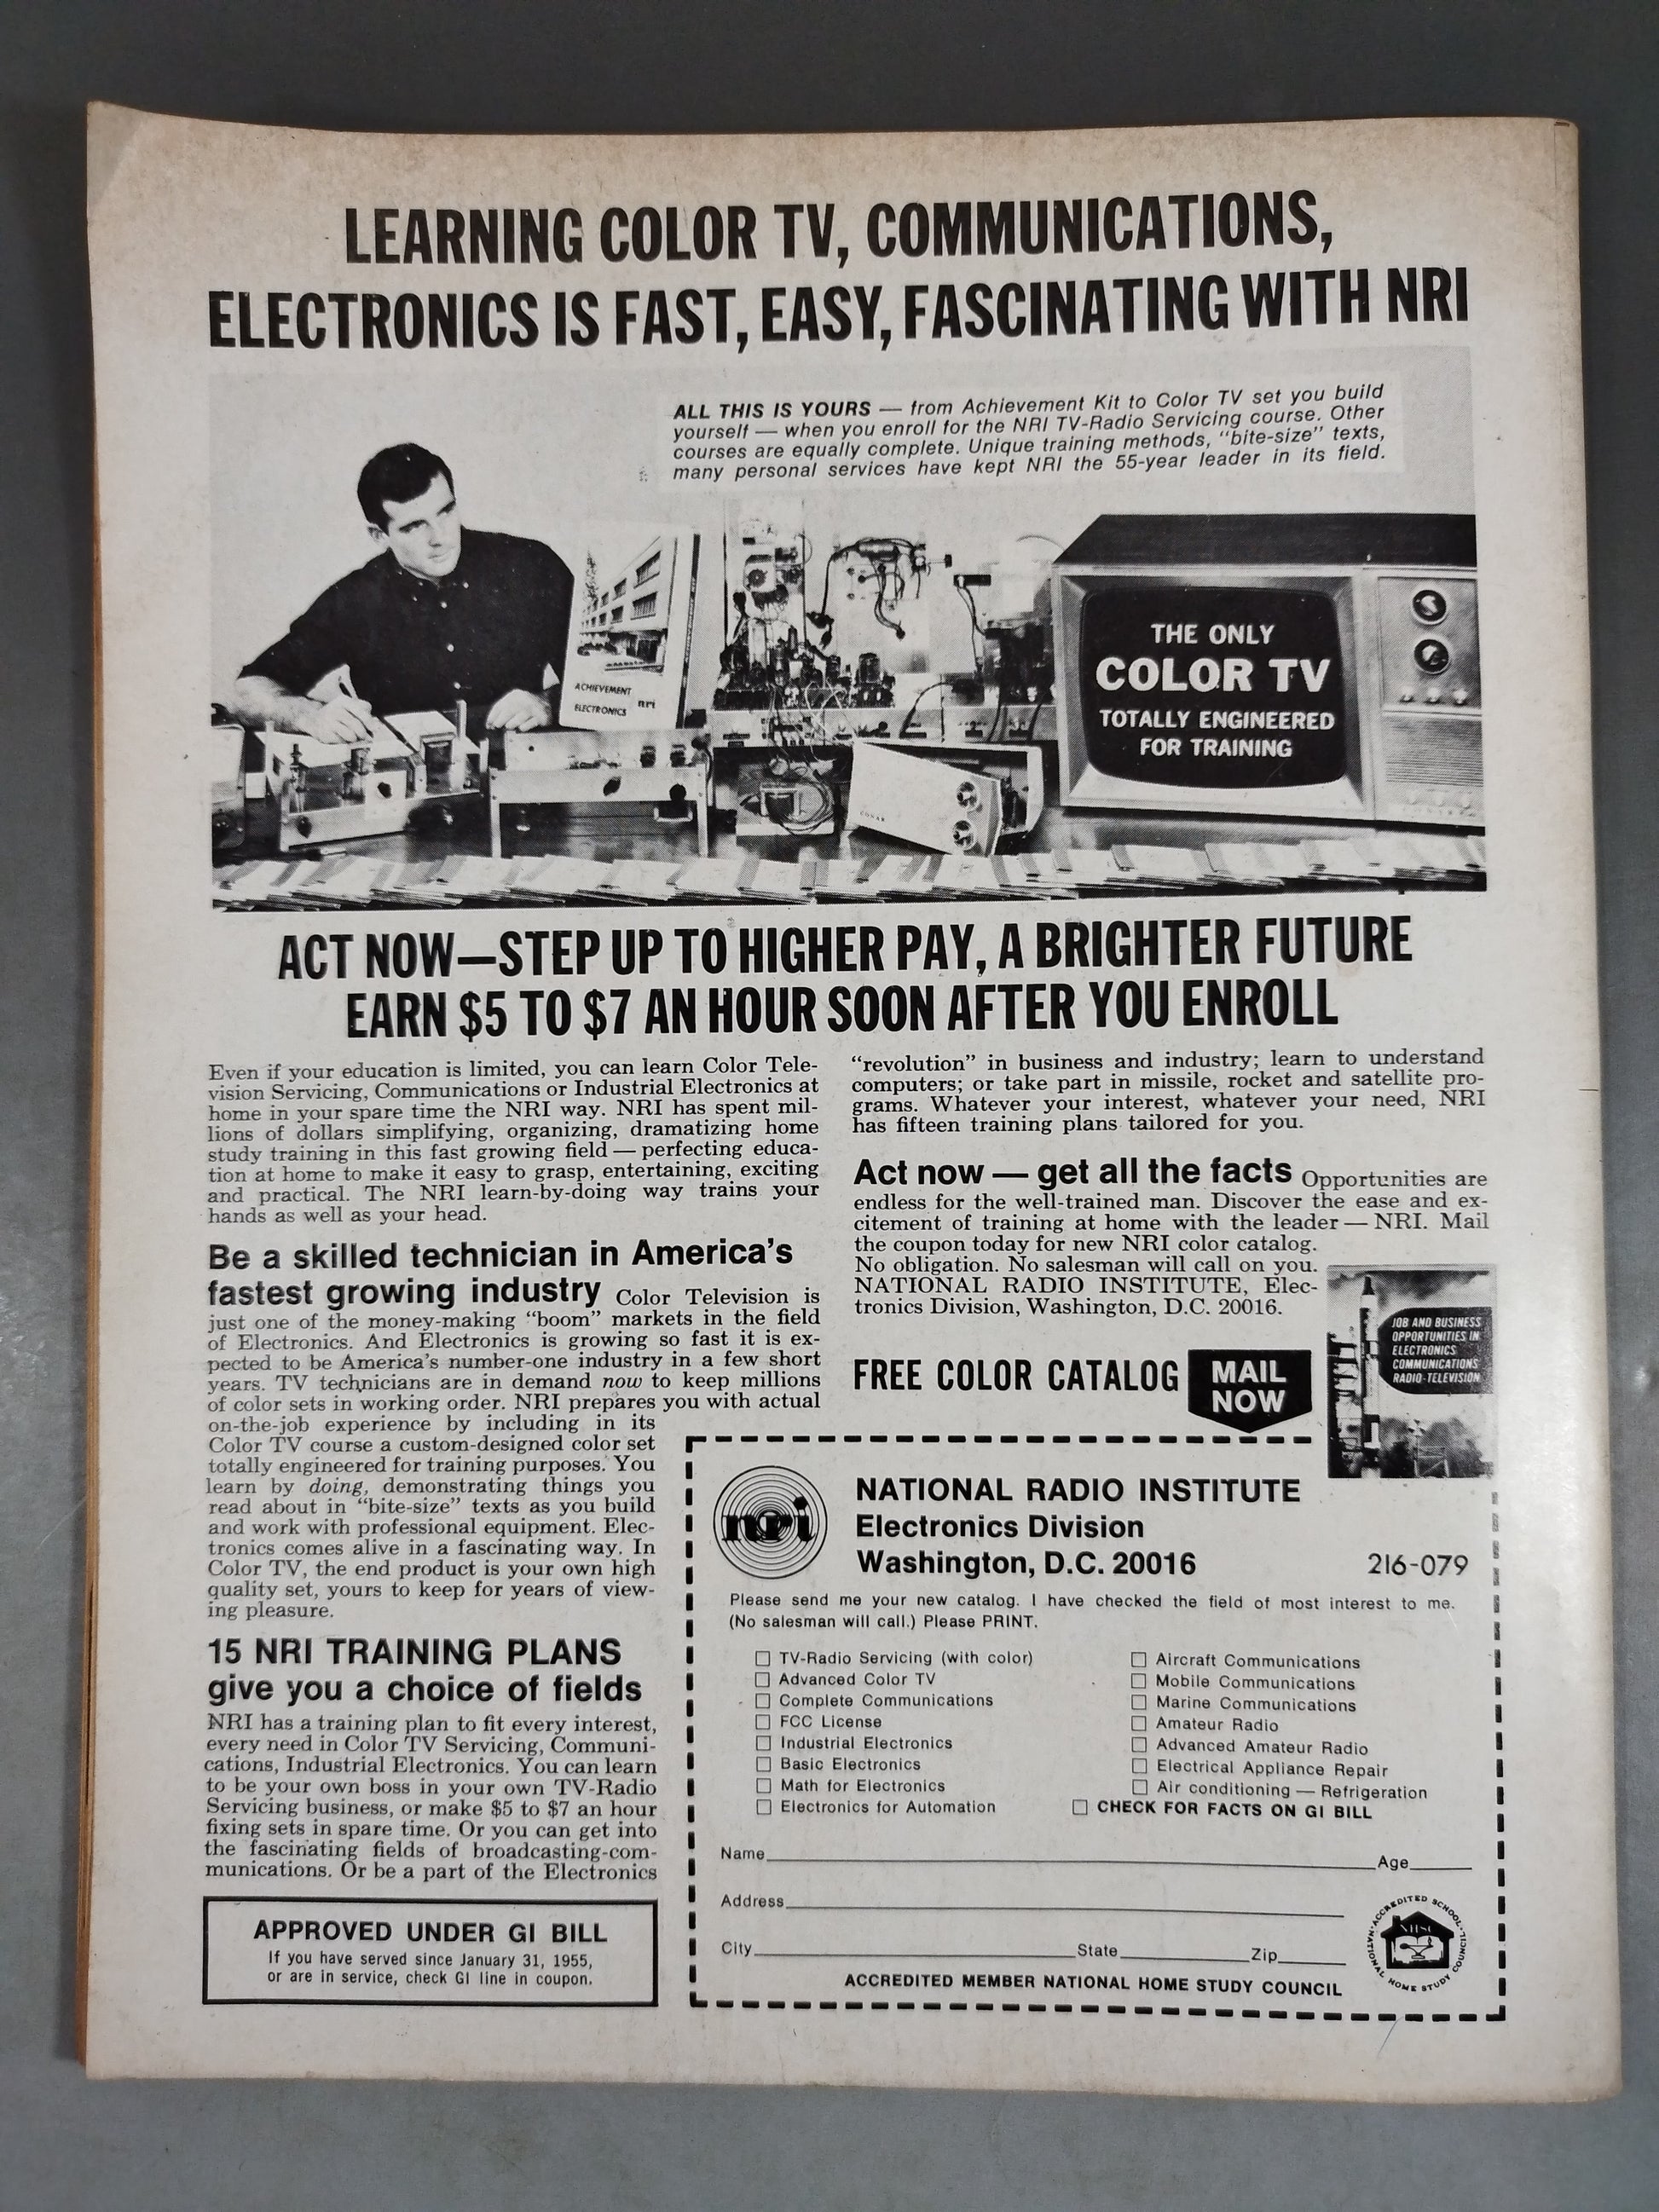 LEARNING COLOR TV, COMMUNICATIONS,
ELECTRONICS IS FAST, EASY, FASCINATING WITH NRI
ALL THIS IS YOURS — from Achievement Kit to Color TV set you build
yourself — when you enroll for the NRI TV-Radio Servicing course. Other
courses are equally complete. Unique training methods, "bite-size" texts,
many personal services have kept NRI the 55-year leader in its field.
ACHIEVEMENT
ELECTRONICS nri
CONAR
THE ONLY
COLOR TV
TOTALLY ENGINEERED
FOR TRAINING
ACT NOW—STEP UP TO HIGHER PAY, A BRIGHTER FUTURE
EARN $5 TO $7 AN HOUR SOON AFTER YOU ENROLL
Even if your education is limited, you can learn Color Tele-
vision Servicing, Communications or Industrial Electronics at
home in your spare time the NRI way. NRI has spent mil-
lions of dollars simplifying, organizing, dramatizing home
study training in this fast growing field — perfecting educa-
tion at home to make it easy to grasp, entertaining, exciting
and practical. The NRI learn-by-doing way trains your
hands as well as your head.
Be a skilled technician in America's
fastest growing industry Color Television is
just one of the money-making "boom" markets in the field
of Electronics. And Electronics is growing so fast it is ex-
pected to be America's number-one industry in a few short
years. TV technicians are in demand now to keep millions
of color sets in working order. NRI prepares you with actual
on-the-job experience by including in its
Color TV course a custom-designed color set
totally engineered for training purposes. You
learn by doing, demonstrating things you
read about in "bite-size" texts as you build
and work with professional equipment. Elec-
tronics comes alive in a fascinating way. In
Color TV, the end product is your own high
quality set, yours to keep for years of view-
ing pleasure.
15 NRI TRAINING PLANS
give you a choice of fields
NRI has a training plan to fit every interest,
every need in Color TV Servicing, Communi-
cations, Industrial Electronics. You can learn
to be your own boss in your own TV-Radio
Servicing business, or make $5 to $7 an hour
fixing sets in spare time. Or you can get into
the fascinating fields of broadcasting-com-
munications. Or be a part of the Electronics
APPROVED UNDER GI BILL
If you have served since January 31, 1955,
or are in service, check GI line in coupon.
"revolution" in business and industry; learn to understand
computers; or take part in missile, rocket and satellite pro-
grams. Whatever your interest, whatever your need, NRI
has fifteen training plans tailored for you.
Act now — get all the facts Opportunities are
endless for the well-trained man. Discover the ease and ex-
citement of training at home with the leader — NRI. Mail
the coupon today for new NRI color catalog.
No obligation. No salesman will call on you.
NATIONAL RADIO INSTITUTE, Elec-
tronics Division, Washington, D.C. 20016.
JOB AND BUSINESS
OPPORTUNITIES IN
ELECTRONICS
COMMUNICATIONS
RADIO-TELEVISION
FREE COLOR CATALOG
MAIL
NOW
nri
NATIONAL RADIO INSTITUTE
Electronics Division
Washington, D.C. 20016 216-079
Please send me your new catalog. I have checked the field of most interest to me.
(No salesman will call.) Please PRINT.
TV-Radio Servicing (with color)
Advanced Color TV
Complete Communications
FCC License
Industrial Electronics
Basic Electronics
Math for Electronics
Electronics for Automation
Aircraft Communications
Mobile Communications
Marine Communications
Amateur Radio
Advanced Amateur Radio
Electrical Appliance Repair
Air conditioning — Refrigeration
CHECK FOR FACTS ON GI BILL
Name Age
Address
City State Zip
ACCREDITED MEMBER NATIONAL HOME STUDY COUNCIL
ACCREDITED SCHOOL
NATIONAL HOME STUDY COUNCIL
NHSC